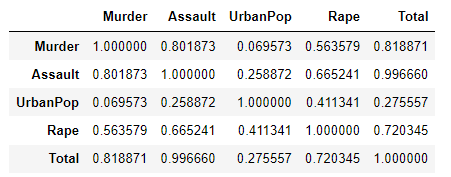 Murder Assault UrbanPop Rape Total
Murder 1.000000 0.801873 0.069573 0.563579 0.818871
Assault 0.801873 1.000000 0.258872 0.665241 0.996660
UrbanPop 0.069573 0.258872 1.000000 0.411341 0.275557
Rape 0.563579 0.665241 0.411341 1.000000 0.720345
Total 0.818871 0.996660 0.275557 0.720345 1.000000